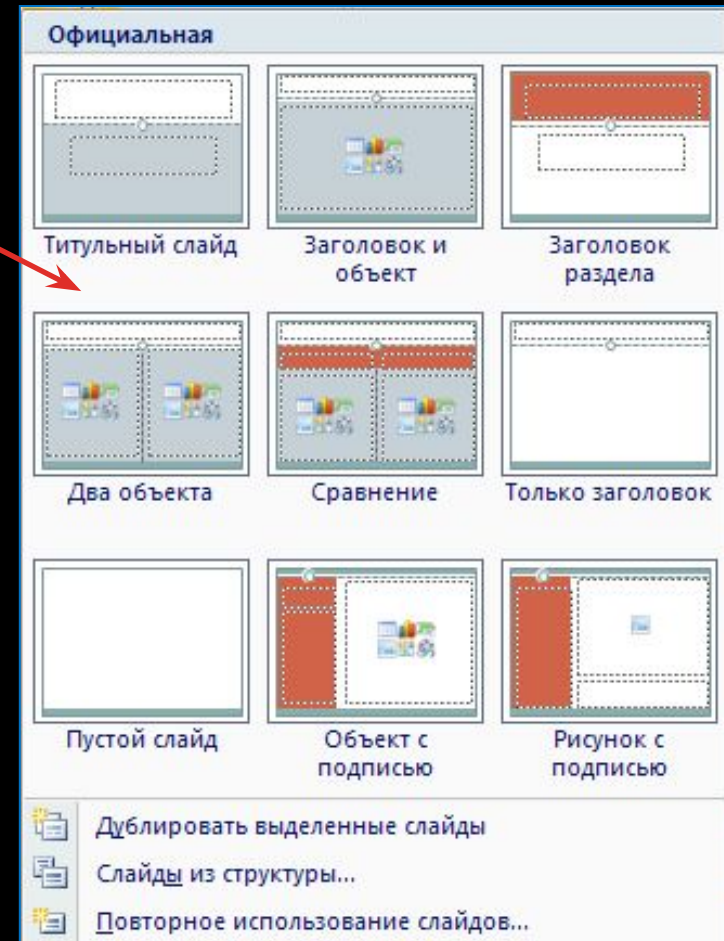 Официальная
Титульный слайд
Заголовок и
объект
Заголовок
раздела
Два объекта
Сравнение
Только заголовок
Пустой слайд
Объект с
подписью
Рисунок с
подписью
Дублировать выделенные слайды
Слайды из структуры...
Повторное использование слайдов...